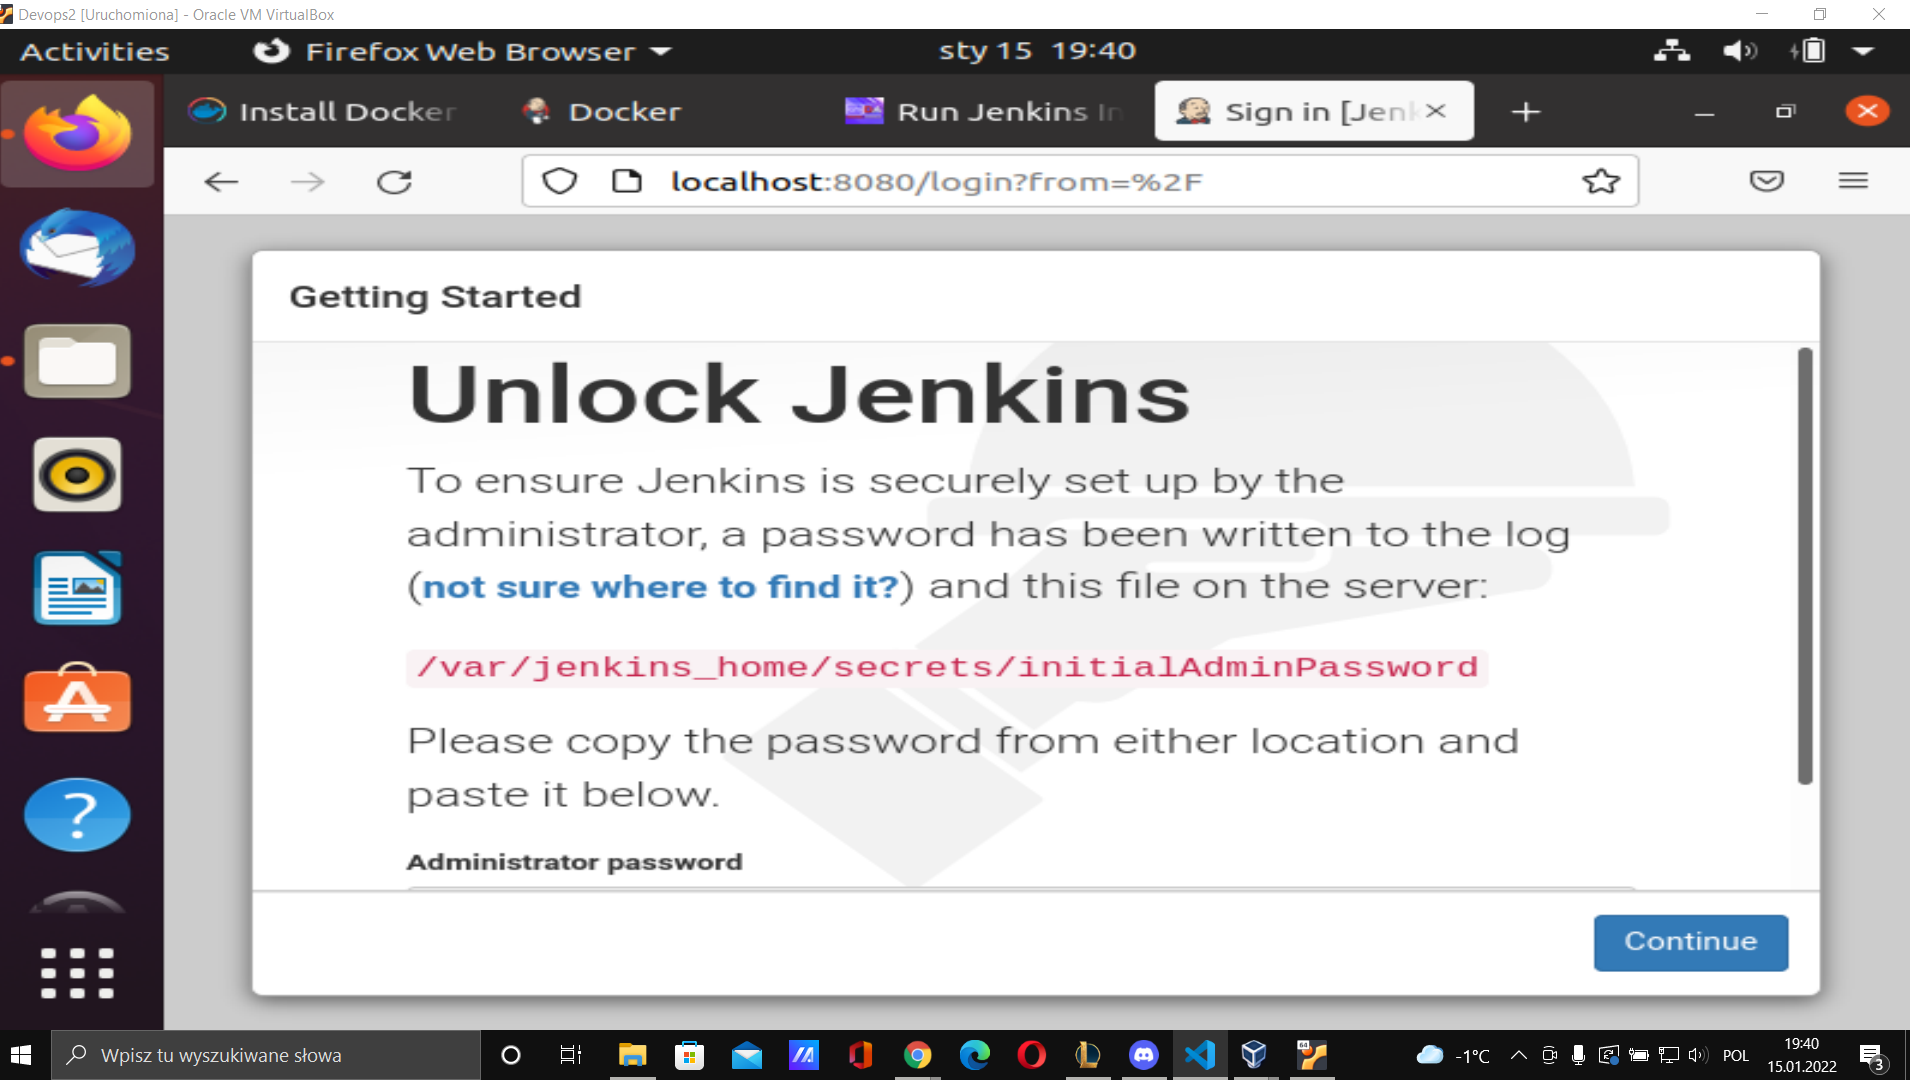 Devops2 [Uruchomiona] - Oracle VM VirtualBox
Activities
Firefox Web Browser
sty 15 19:40
Install Docker
Docker
Run Jenkins In
Sign in [Jenk
localhost:8080/login?from=%2F
Getting Started
Unlock Jenkins
To ensure Jenkins is securely set up by the
administrator, a password has been written to the log
(not sure where to find it?) and this file on the server:
/var/jenkins_home/secrets/initialAdminPassword
Please copy the password from either location and
paste it below.
Administrator password
Continue
Wpisz tu wyszukiwane słowa
64
-1°C
POL
19:40
15.01.2022
3